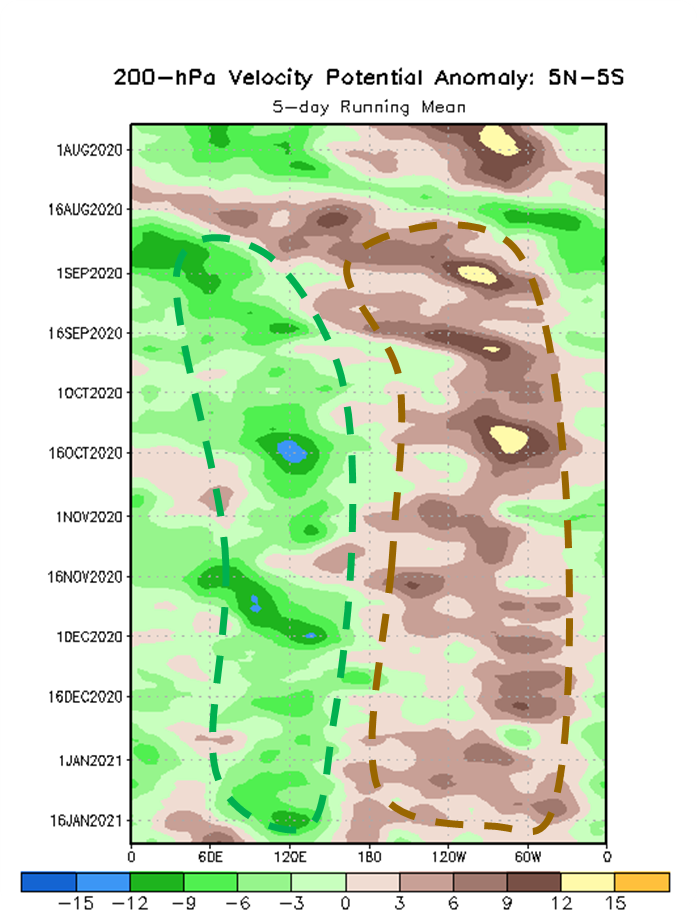 200-hPa Velocity Potential Anomaly: 5N-5S
5-day Running Mean
1AUG2020
16AUG2020
1SEP2020
16SEP2020
1OCT2020
16OCT2020
1NOV2020
16NOV2020
1DEC2020
16DEC2020
1JAN2021
16JAN2021
0 60E 120E 180 120W 60W 0
-15 -12 -9 -6 -3 0 3 6 9 12 15